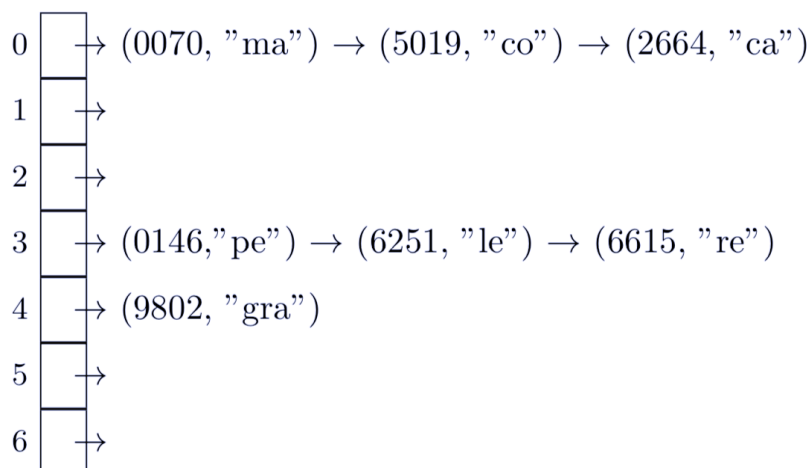 0 → (0070, ”ma”) → (5019, ”co”) → (2664, ”ca”)
1 →
2 →
3 → (0146,”pe”) → (6251, ”le”) → (6615, ”re”)
4 → (9802, ”gra”)
5 →
6 →